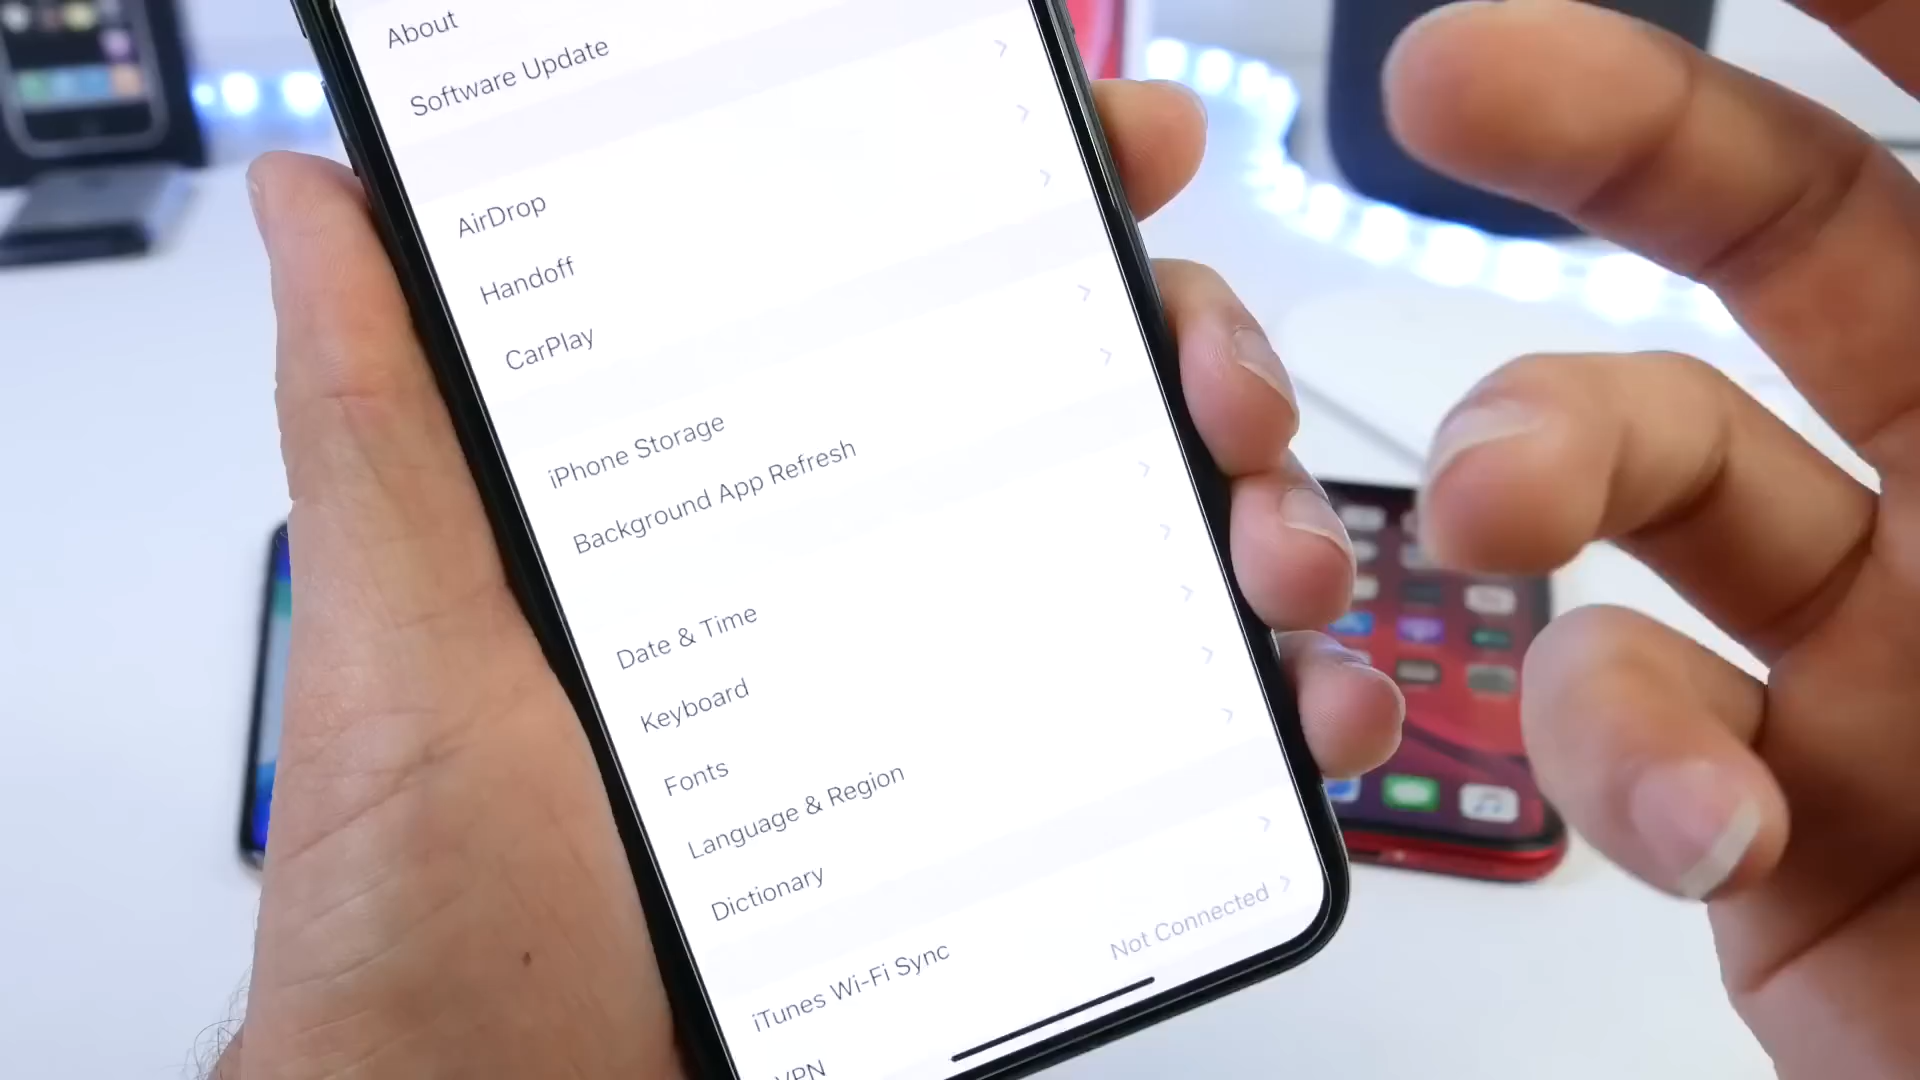 About
Software Update
AirDrop
Handoff
CarPlay
iPhone Storage
Background App Refresh
Date & Time
Keyboard
Fonts
Language & Region
Dictionary
iTunes Wi-Fi Sync Not Connected
VPN